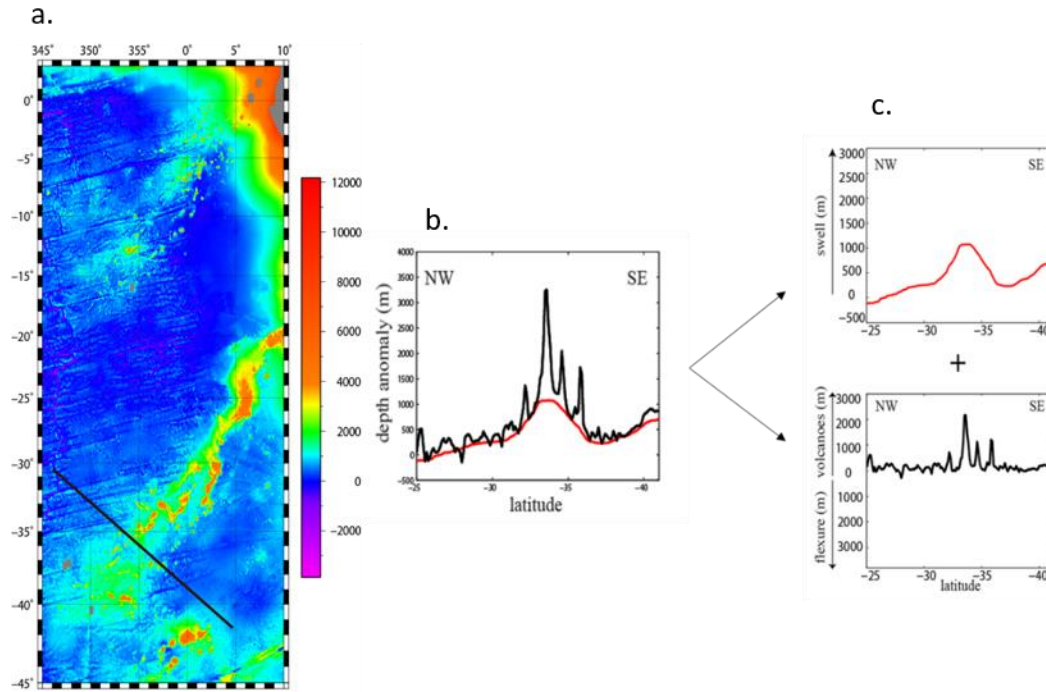 a.
345° 350° 355° 0° 5° 10°
0°
−5°
−10°
−15°
−20°
−25°
−30°
−35°
−40°
−45°
12000
10000
8000
6000
4000
2000
0
−2000
b.
depth anomaly (m)
4000
3500
3000
2500
2000
1500
1000
500
0
−500
NW SE
−25 −30 −35 −40
latitude
c.
swell (m)
3000
2500
2000
1500
1000
500
0
−500
NW SE
−25 −30 −35 −40
+
volcanoes (m)
flexure (m)
3000
2000
1000
0
1000
2000
3000
NW SE
−25 −30 −35 −40
latitude